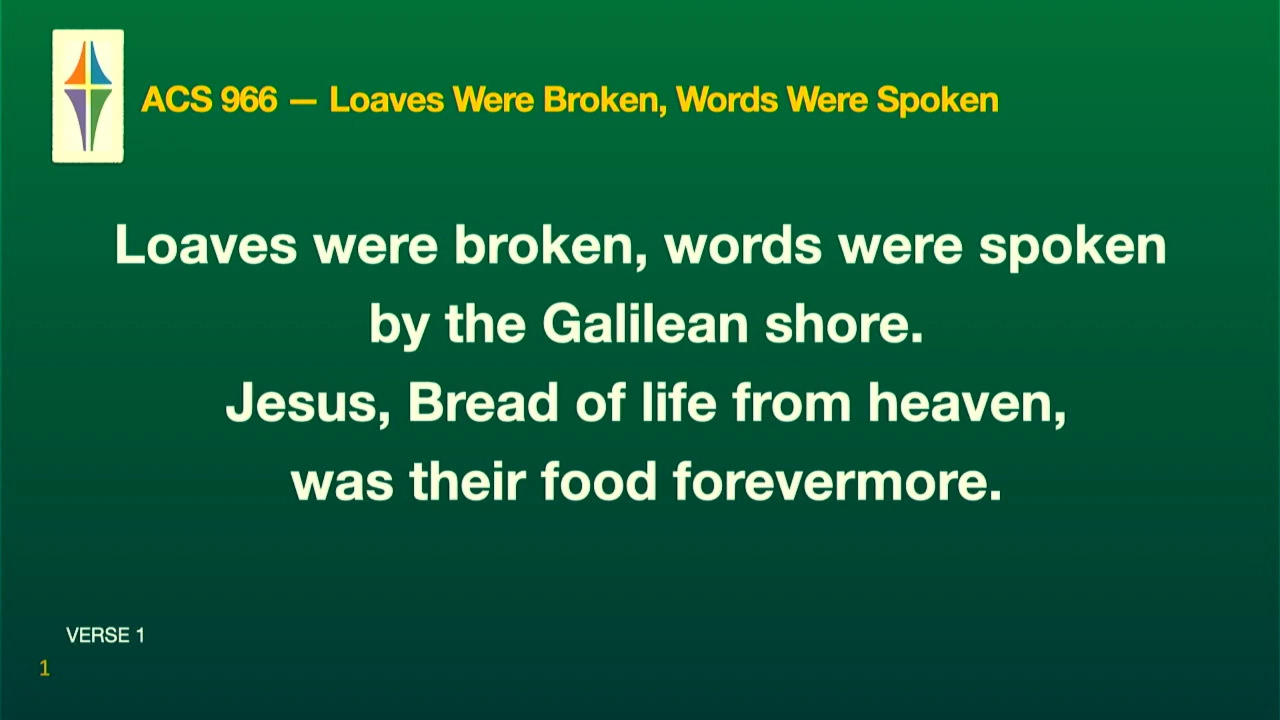 ACS 966 — Loaves Were Broken, Words Were Spoken
Loaves were broken, words were spoken
by the Galilean shore.
Jesus, Bread of life from heaven,
was their food forevermore.
VERSE 1
1